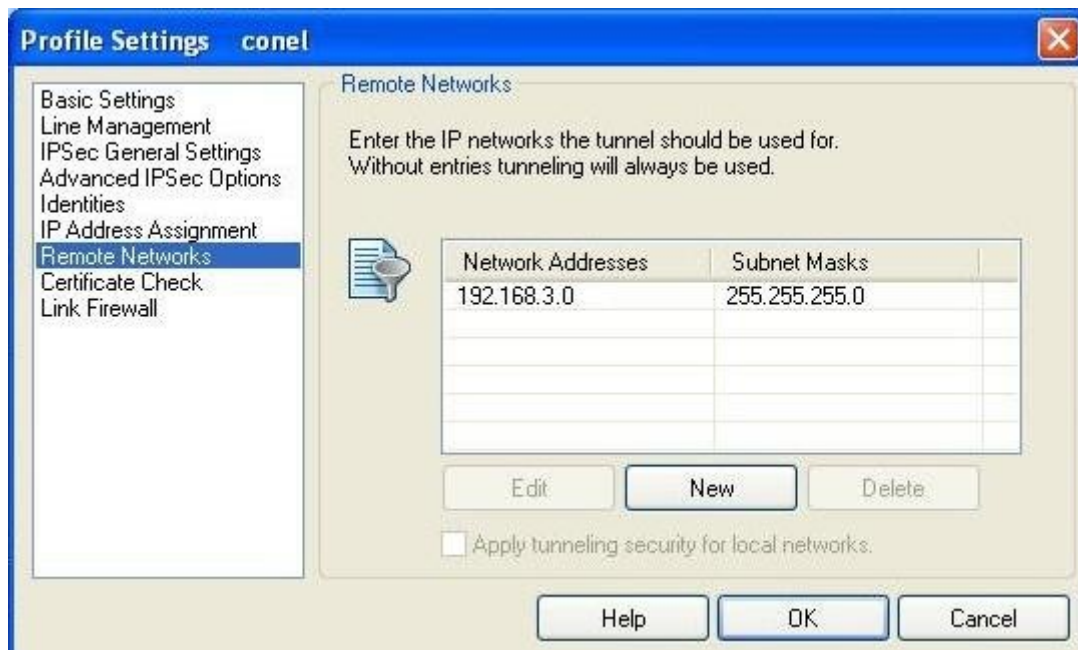 Profile Settings conel
Basic Settings
Line Management
IPSec General Settings
Advanced IPSec Options
Identities
IP Address Assignment
Remote Networks
Certificate Check
Link Firewall
Remote Networks
Enter the IP networks the tunnel should be used for.
Without entries tunneling will always be used.
Network Addresses Subnet Masks
192.168.3.0 255.255.255.0
Edit New Delete
Apply tunneling security for local networks.
Help OK Cancel